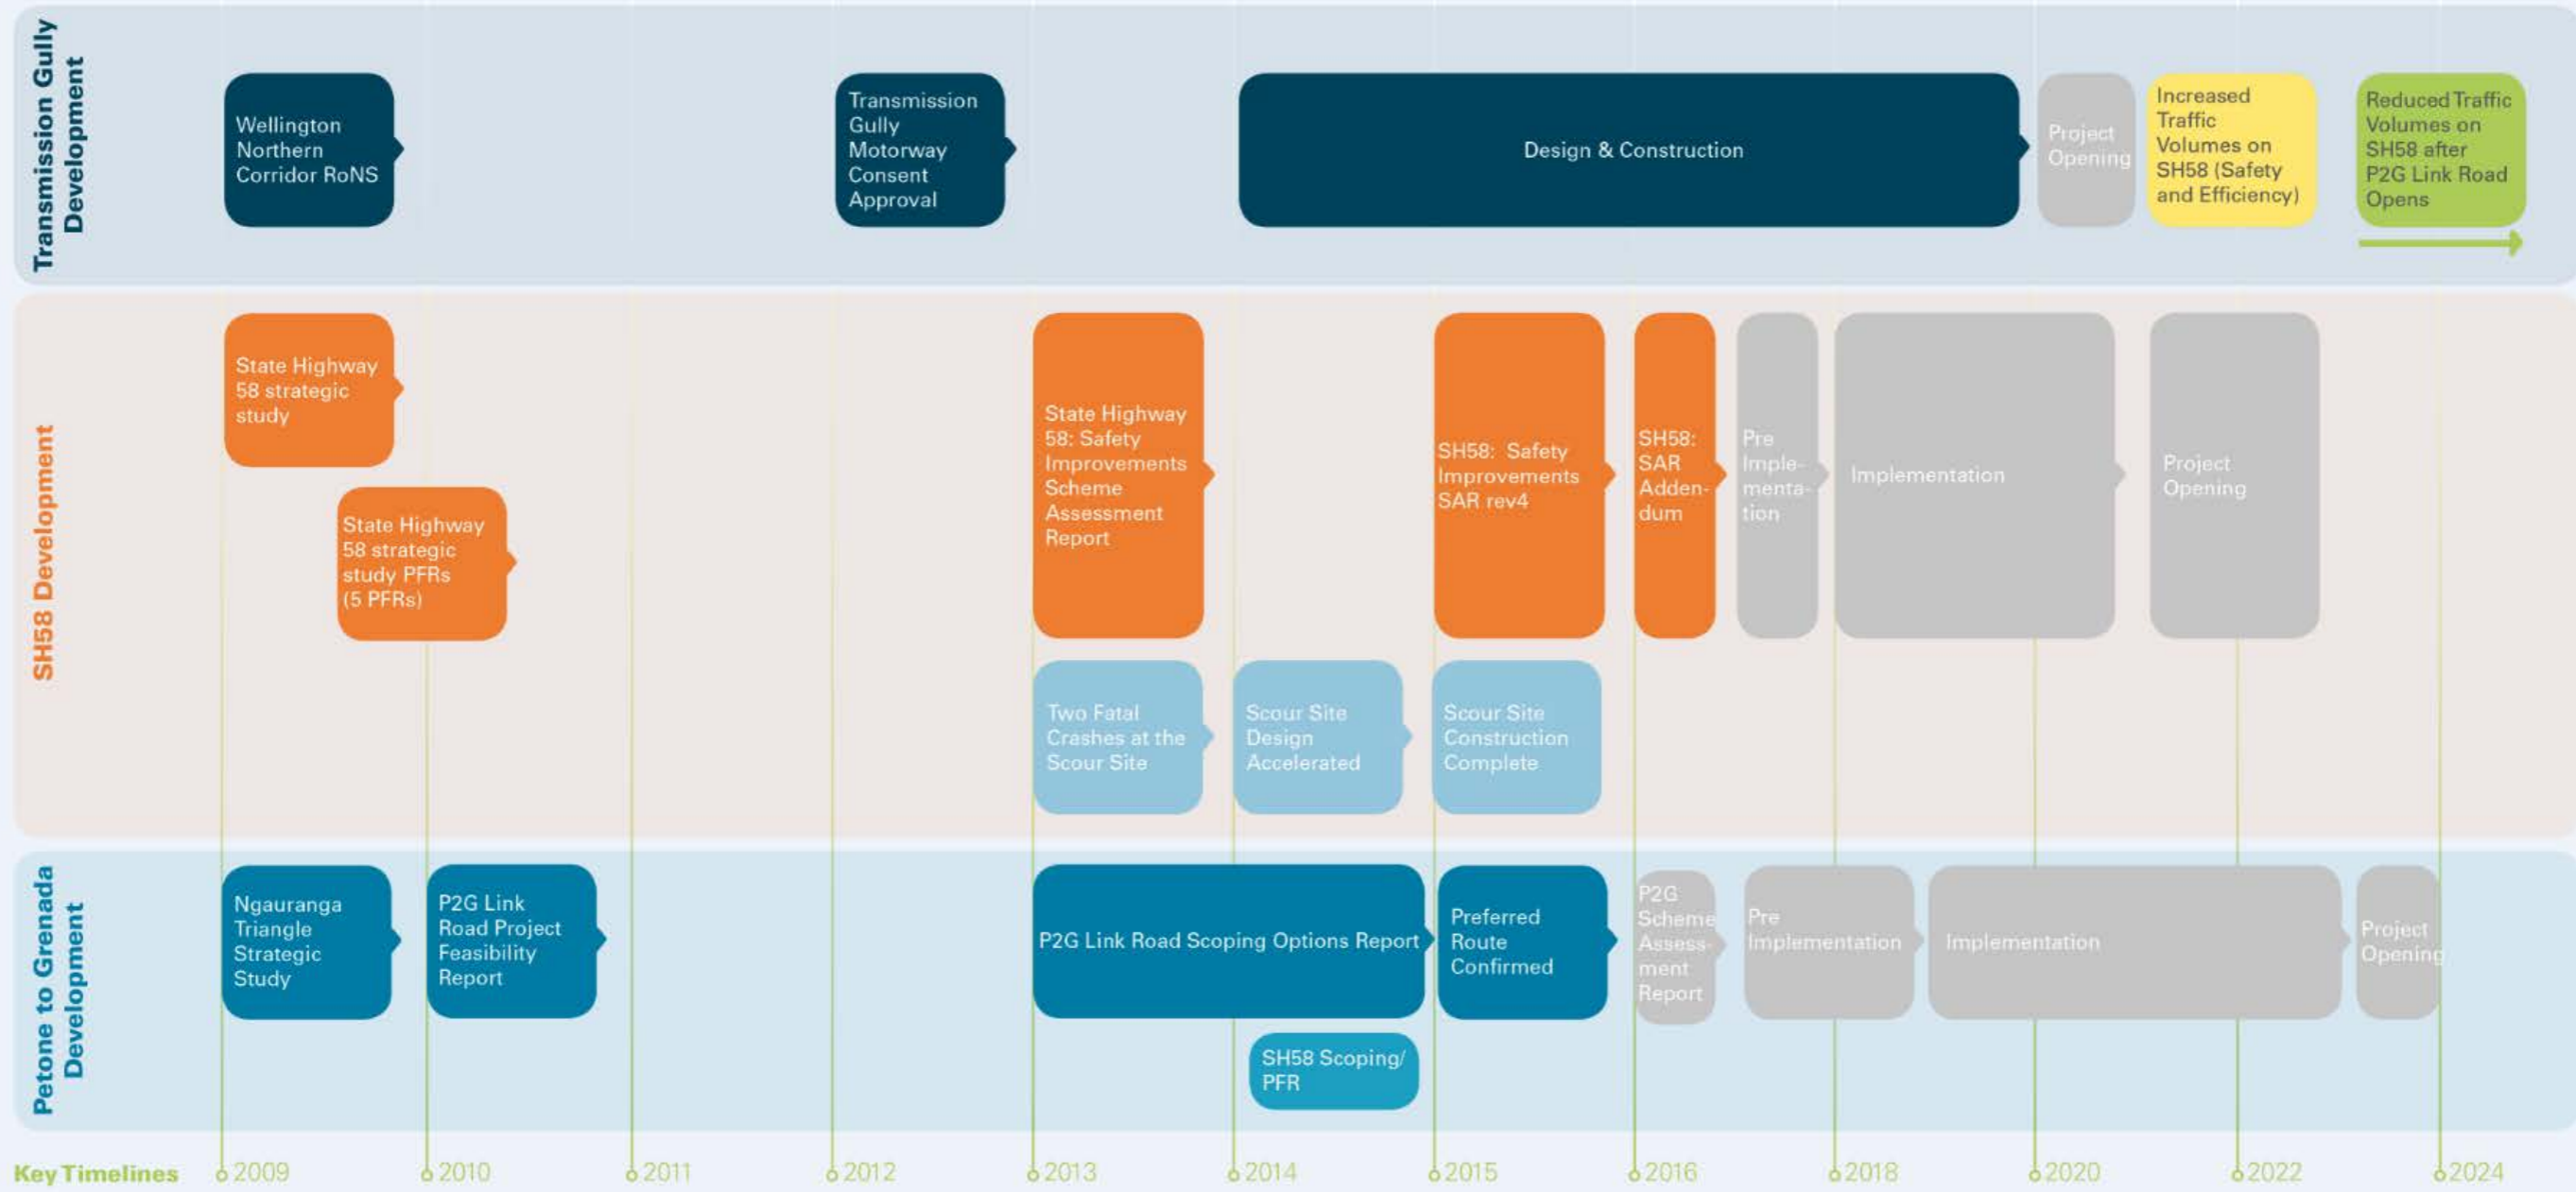 Transmission Gully
Development
Wellington
Northern
Corridor RoNS
Transmission
Gully
Motorway
Consent
Approval
Design & Construction
Project
Opening
Increased
Traffic
Volumes on
SH58 (Safety
and Efficiency)
Reduced Traffic
Volumes on
SH58 after
P2G Link Road
Opens
SH58 Development
State Highway
58 strategic
study
State Highway
58 strategic
study PFRs
(5 PFRs)
State Highway
58: Safety
Improvements
Scheme
Assessment
Report
SH58: Safety
Improvements
SAR rev4
SH58:
SAR
Adden-
dum
Pre
Imple-
menta-
tion
Implementation
Project
Opening
Two Fatal
Crashes at the
Scour Site
Scour Site
Design
Accelerated
Scour Site
Construction
Complete
Petone to Grenada
Development
Ngauranga
Triangle
Strategic
Study
P2G Link
Road Project
Feasibility
Report
P2G Link Road Scoping Options Report
Preferred
Route
Confirmed
P2G
Scheme
Assess-
ment
Report
Pre
Implementation
Implementation
Project
Opening
SH58 Scoping/
PFR
Key Timelines
2009
2010
2011
2012
2013
2014
2015
2016
2018
2020
2022
2024